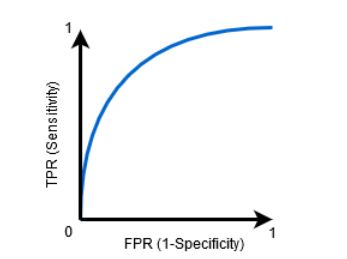 1
TPR (Sensitivity)
0
FPR (1-Specificity)
1